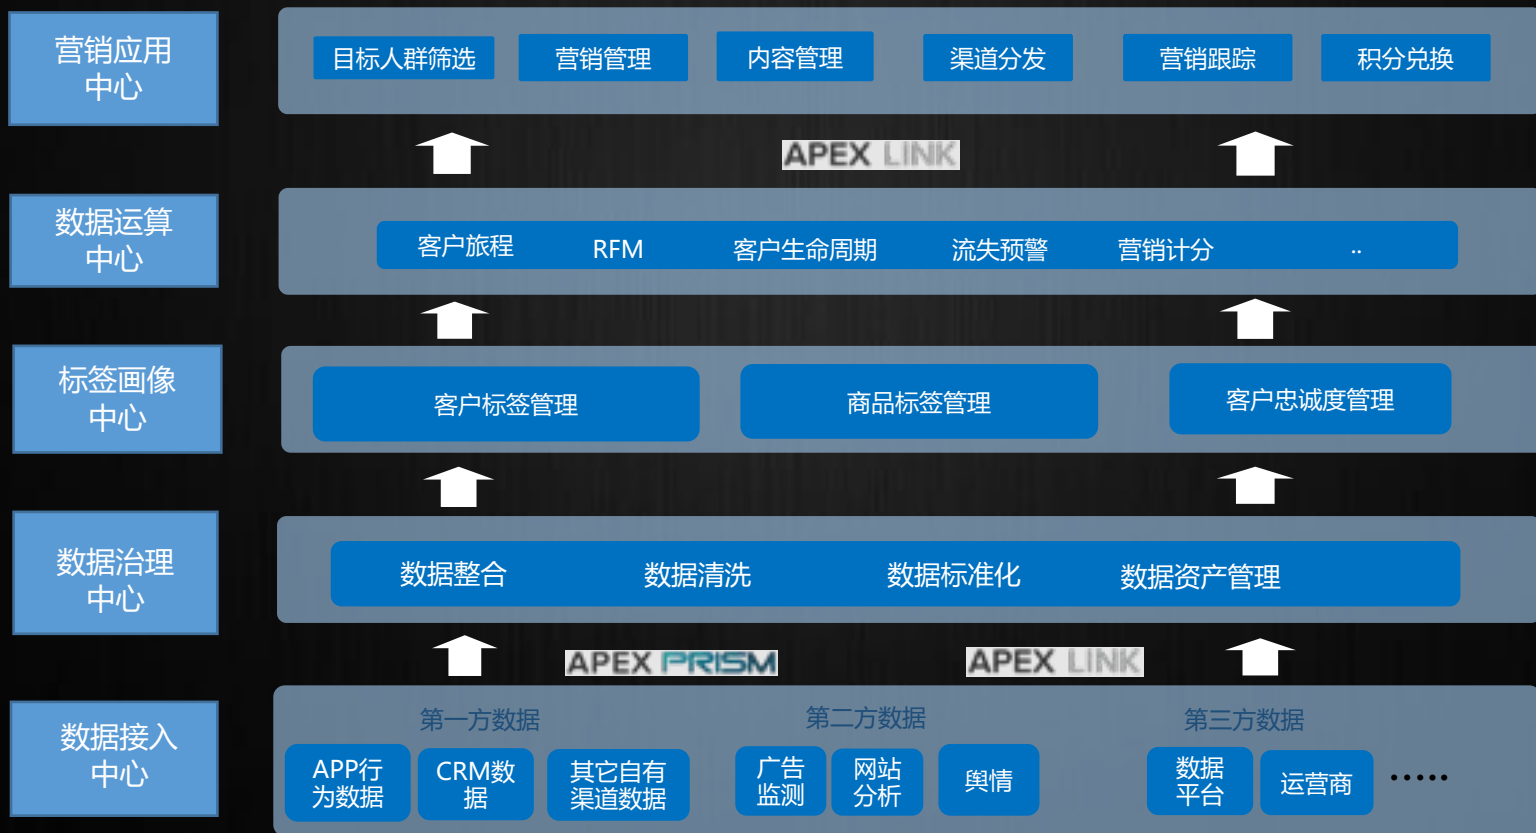 营销应用
中心
目标人群筛选
营销管理
内容管理
渠道分发
营销跟踪
积分兑换
APEX LINK
数据运算
中心
客户旅程
RFM
客户生命周期
流失预警
营销计分
..
标签画像
中心
客户标签管理
商品标签管理
客户忠诚度管理
数据治理
中心
数据整合
数据清洗
数据标准化
数据资产管理
APEX PRISM
APEX LINK
数据接入
中心
第一方数据
APP行
为数据
CRM数
据
其它自有
渠道数据
第二方数据
广告
监测
网站
分析
舆情
第三方数据
数据
平台
运营商
·····